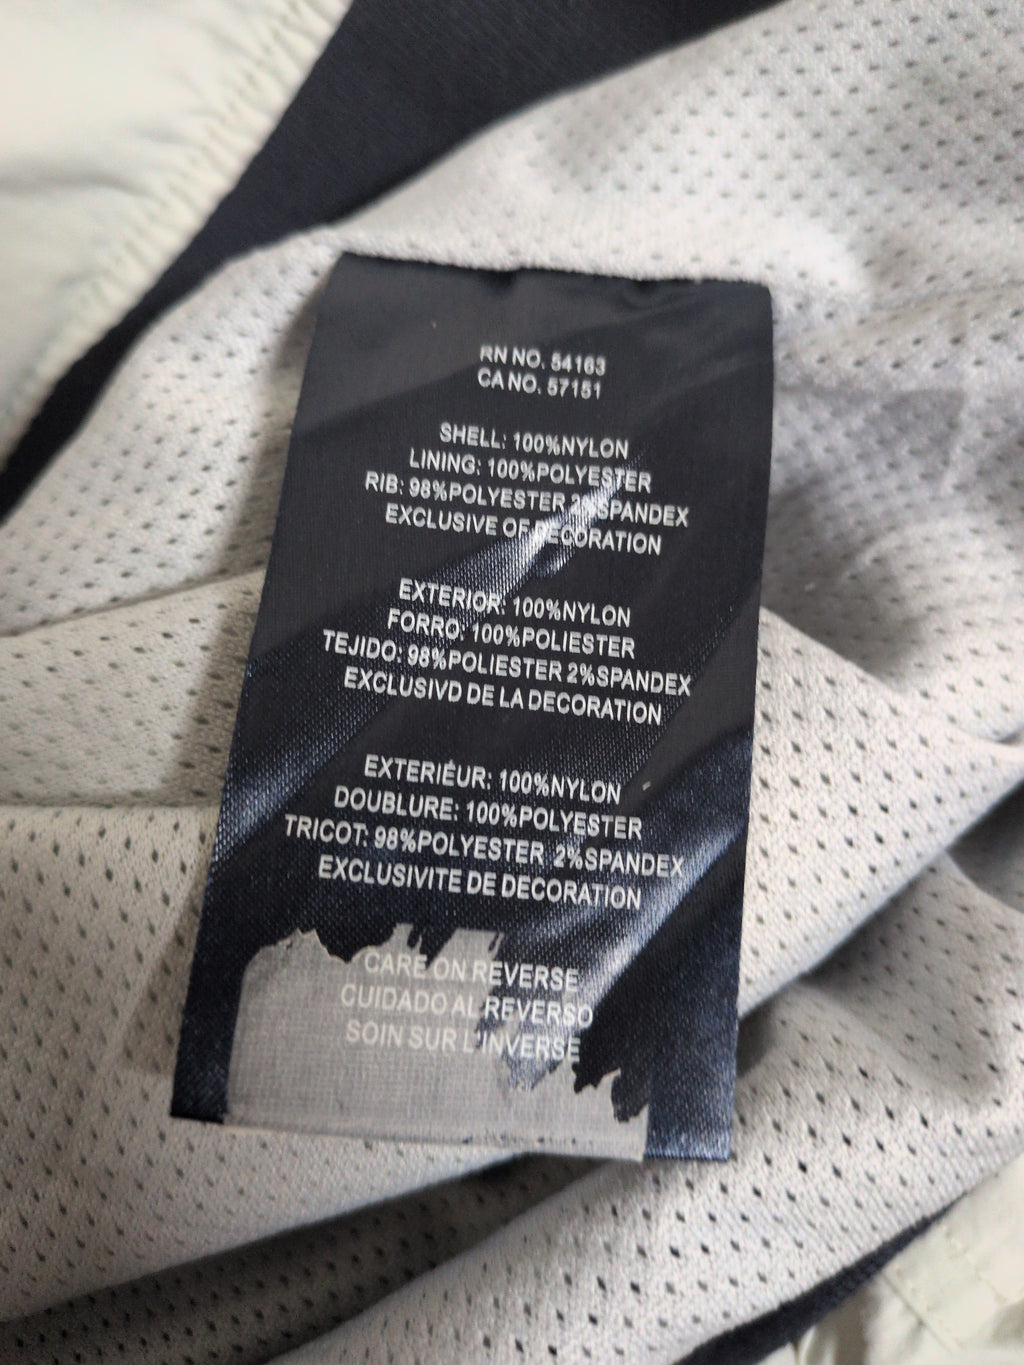 RN NO. 54163
CA NO. 57151
SHELL: 100%NYLON
LINING: 100%POLYESTER
RIB: 98%POLYESTER 2%SPANDEX
EXCLUSIVE OF DECORATION
EXTERIOR: 100%NYLON
FORRO: 100%POLIESTER
TEJIDO: 98%POLIESTER 2%SPANDEX
EXCLUSIVD DE LA DECORATION
EXTERIÉUR: 100%NYLON
DOUBLURE: 100%POLYESTER
TRICOT: 98%POLYESTER 2%SPANDEX
EXCLUSIVITE DE DECORATION
CARE ON REVERSE
CUIDADO AL REVERSO
SOIN SUR L'INVERSE